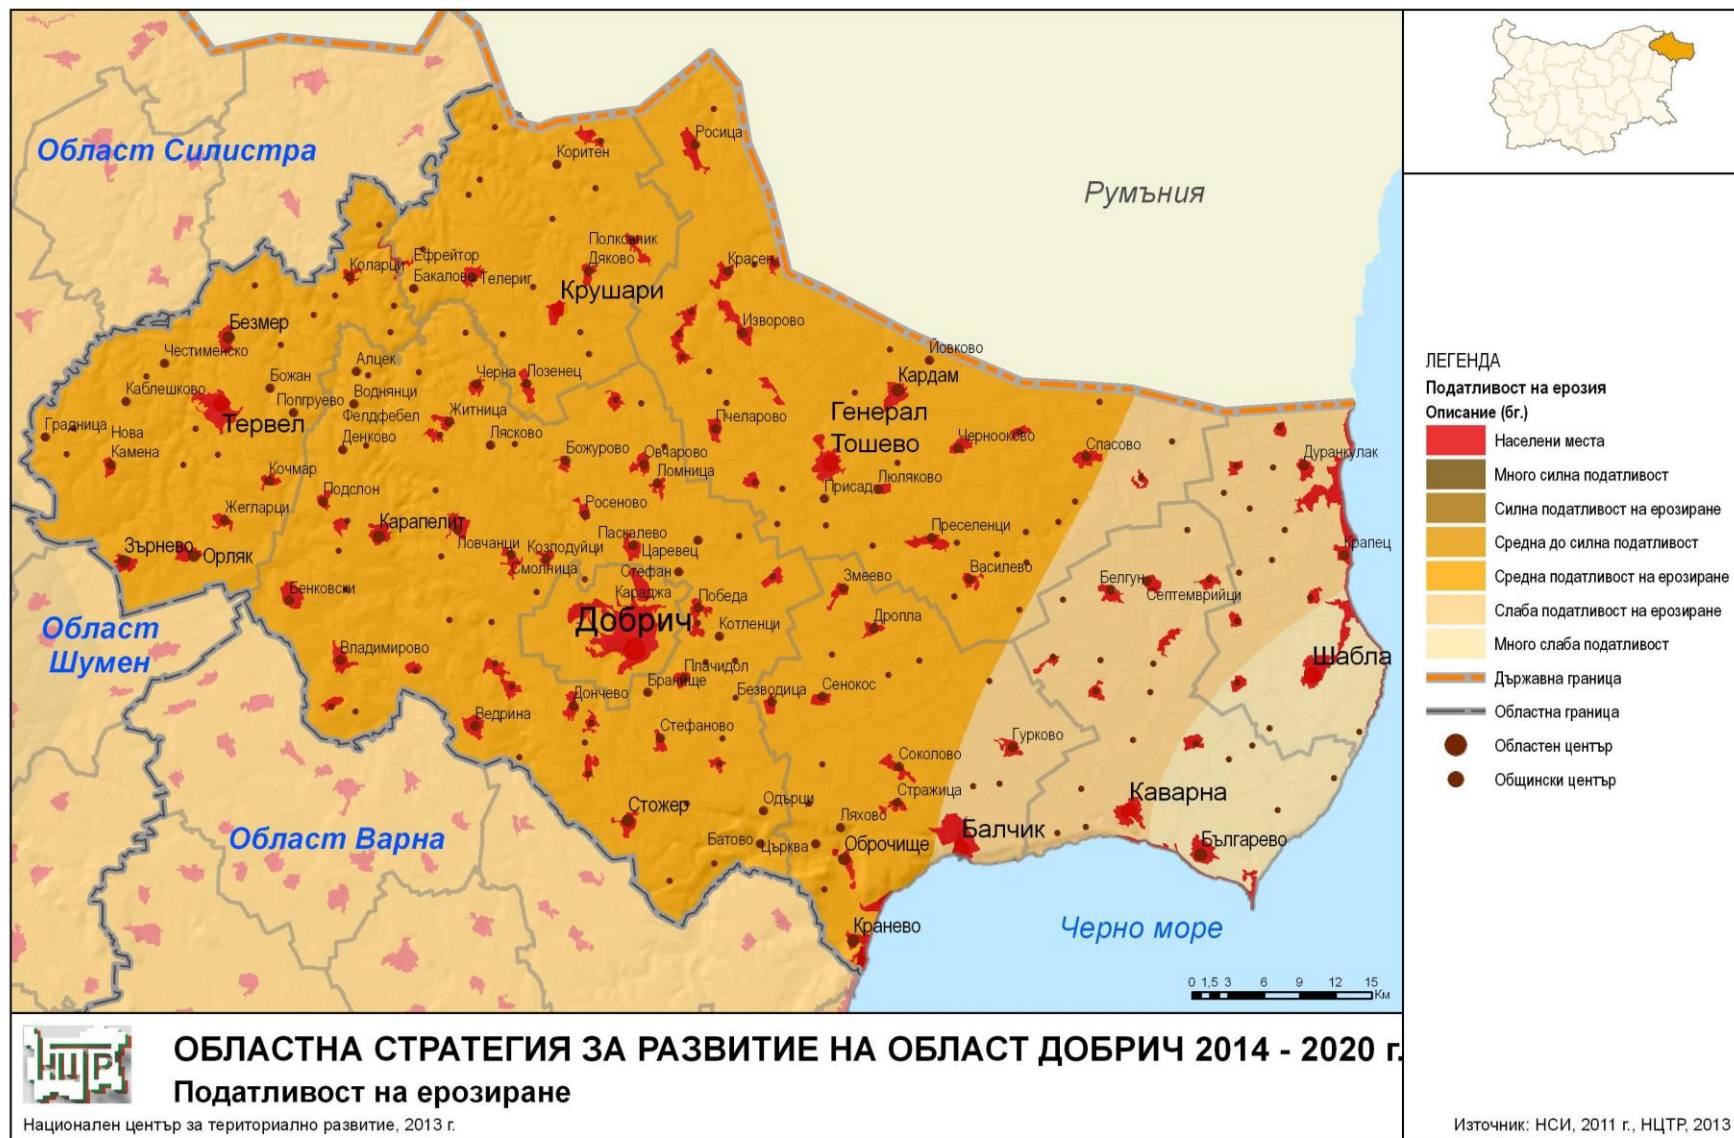 Област Силистра
Румъния
Росица
Коритен
Полковник
Дяково
Ефрейтор
Бакалово
Коларци
Телериг
Красен
Крушари
Изворово
Безмер
Честименско
Йовково
Алцек
Черна
Лозенец
Кардам
Каблешково
Божан
Воднянци
Попгруево
Тервел
Фелдфебел
Денково
Житница
Пчеларово
Генерал
Тошево
Градница
Нова
Камена
Лясково
Божурово
Овчарово
Чернооково
Спасово
Дуранкулак
Кочмар
Ломница
Люляково
Присад
Подслон
Жегларци
Росеново
Карапелит
Преселенци
Паскалево
Ловчанци
Козлодуйци
Царевец
Крапец
Зърнево
Орляк
Смолница
Стефан
Караджа
Змеево
Василево
Белгун
Септемврийци
Бенковски
Победа
Добрич
Котленци
Дропла
Област
Шумен
Владимирово
Плачидол
Шабла
Бранище
Безводица
Сенокос
Дончево
Ведрина
Стефаново
Гурково
Соколово
Стожер
Одърци
Стражица
Каварна
Ляхово
Балчик
Област Варна
Батово
Църква
Оброчище
Българево
Кранево
Черно море
0 1,5 3 6 9 12 15
Км
ЛЕГЕНДА
Податливост на ерозия
Описание (бг.)
Населени места
Много силна податливост
Силна податливост на ерозиране
Средна до силна податливост
Средна податливост на ерозиране
Слаба податливост на ерозиране
Много слаба податливост
Държавна граница
Областна граница
Областен център
Общински център
НЦТР
ОБЛАСТНА СТРАТЕГИЯ ЗА РАЗВИТИЕ НА ОБЛАСТ ДОБРИЧ 2014 - 2020 г.
Податливост на ерозиране
Национален център за териториално развитие, 2013 г.
Източник: НСИ, 2011 г., НЦТР, 2013